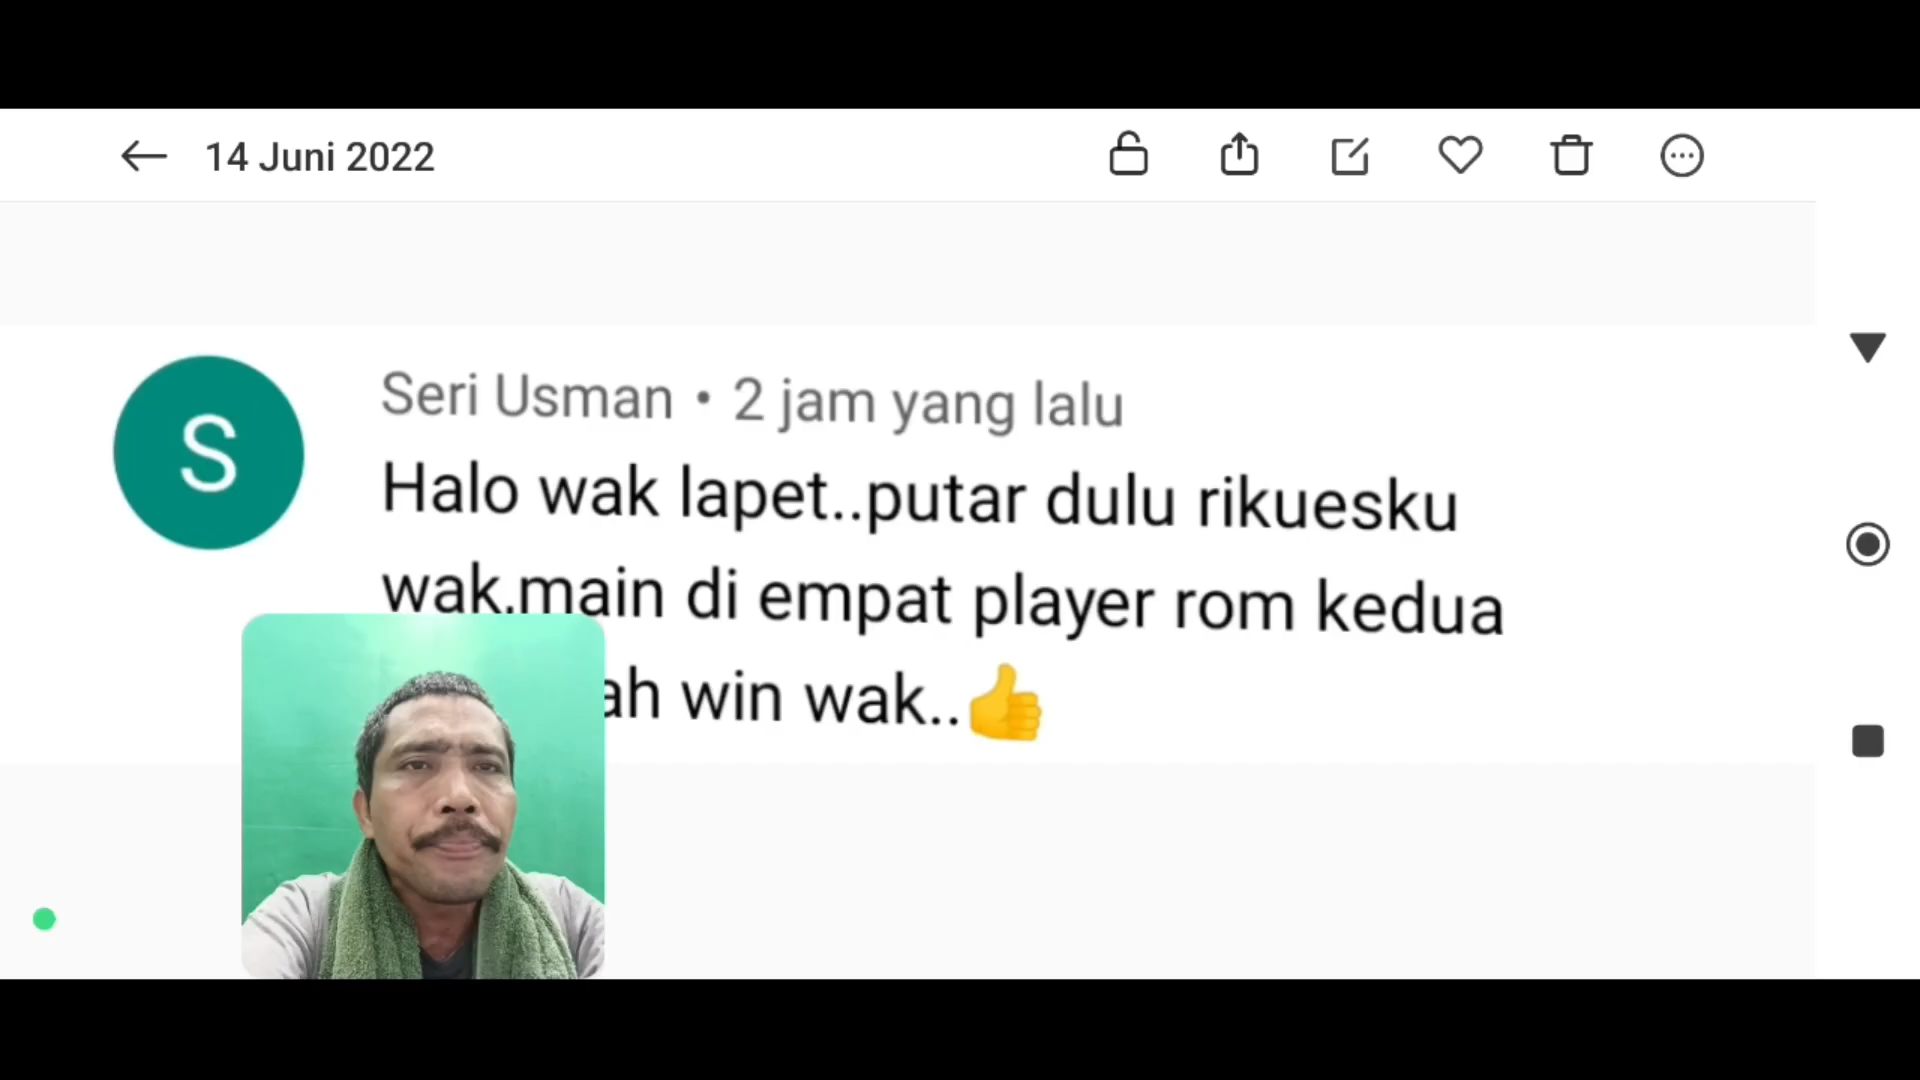 14 Juni 2022
S
Seri Usman • 2 jam yang lalu
Halo wak lapet..putar dulu rikuesku
wak,main di empat player rom kedua
ah win wak..👍